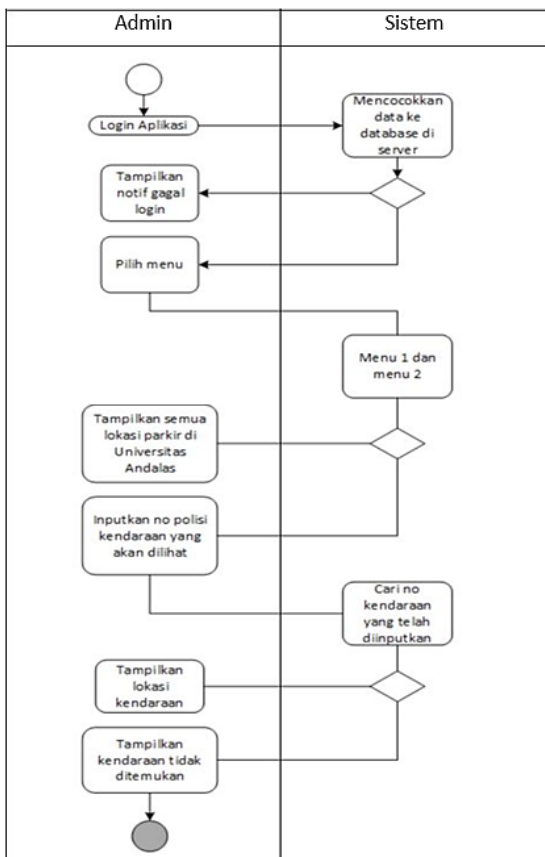 Admin
Sistem
Login Aplikasi
Mencocokkan
data ke
database di
server
Tampilkan
notif gagal
login
Pilih menu
Menu 1 dan
menu 2
Tampilkan semua
lokasi parkir di
Universitas
Andalas
Inputkan no polisi
kendaraan yang
akan dilihat
Cari no
kendaraan
yang telah
diinputkan
Tampilkan
lokasi
kendaraan
Tampilkan
kendaraan tidak
ditemukan